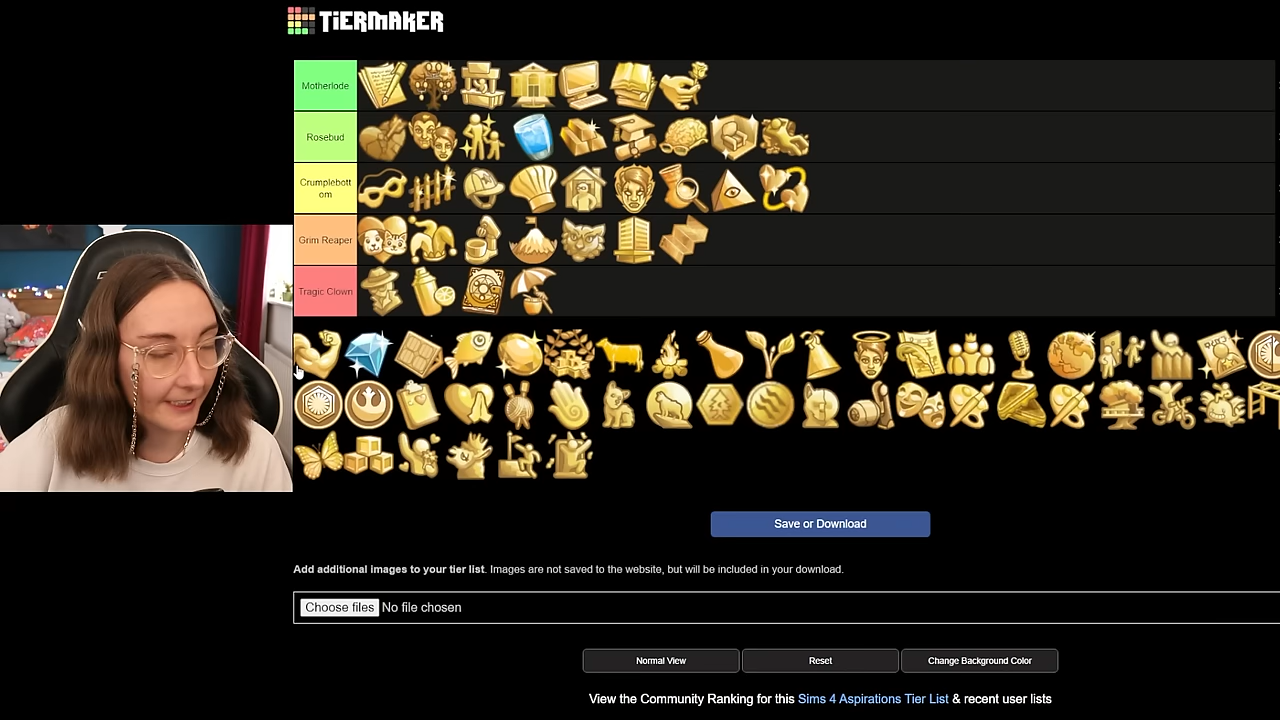 TiERMAKER
Motherlode
Rosebud
Crumplebott
om
Grim Reaper
Tragic Clown
Save or Download
Add additional images to your tier list. Images are not saved to the website, but will be included in your download.
Choose files No file chosen
Normal View
Reset
Change Background Color
View the Community Ranking for this Sims 4 Aspirations Tier List & recent user lists